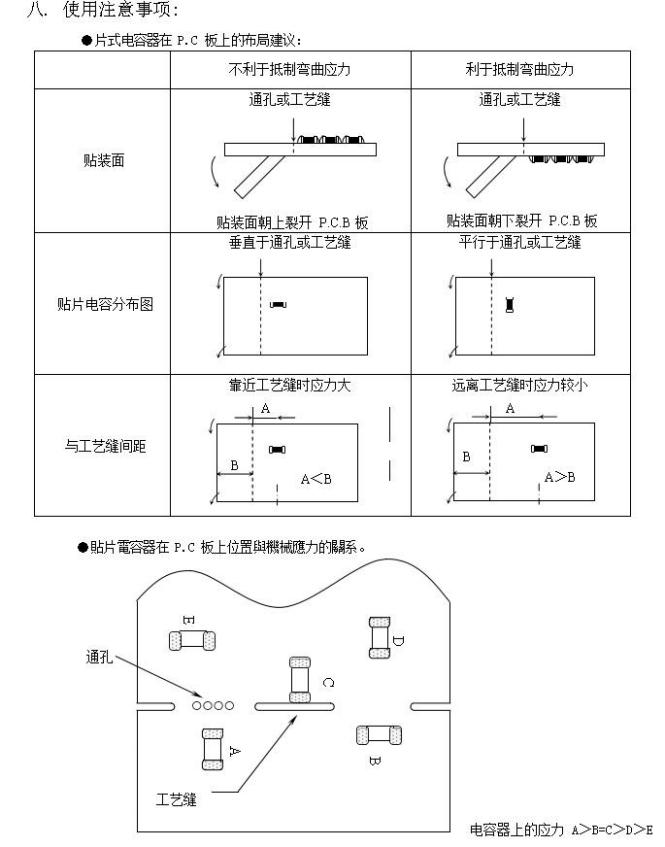 八. 使用注意事项:
●片式电容器在 P.C 板上的布局建议:
不利于抵制弯曲应力
利于抵制弯曲应力
贴装面
通孔或工艺缝
贴装面朝上裂开 P.C.B 板
通孔或工艺缝
贴装面朝下裂开 P.C.B 板
贴片电容分布图
垂直于通孔或工艺缝
平行于通孔或工艺缝
与工艺缝间距
靠近工艺缝时应力大
A
B
A<B
远离工艺缝时应力较小
A
B
A>B
●貼片電容器在 P.C 板上位置與機械應力的關系。
E
D
通孔
C
A
B
工艺缝
电容器上的应力 A>B=C>D>E